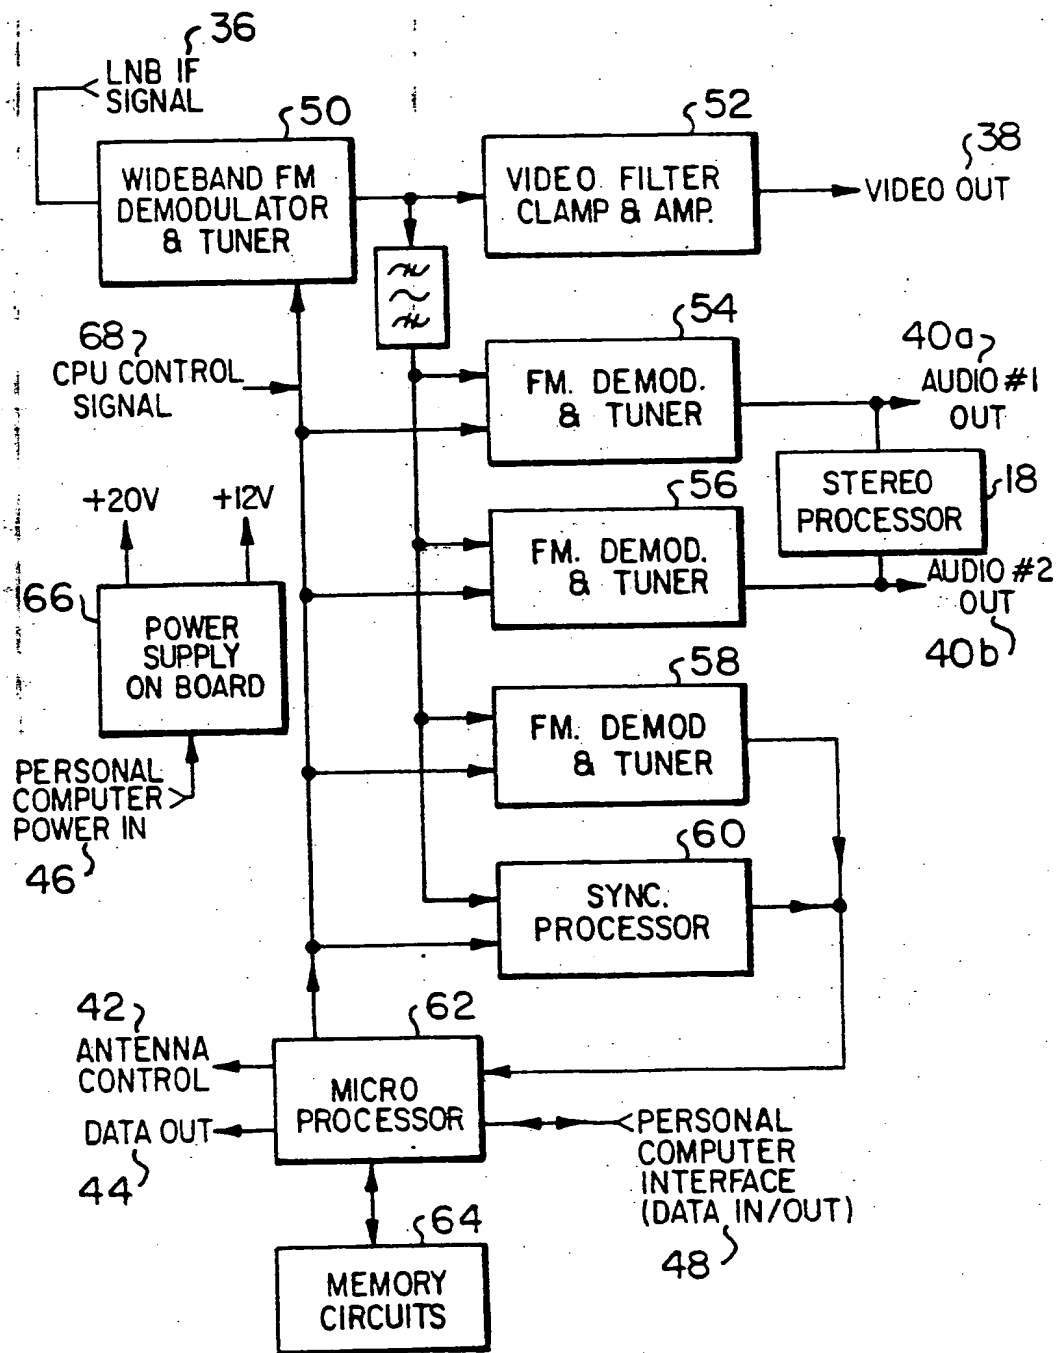 36
LNB IF
SIGNAL
50
WIDEBAND FM
DEMODULATOR
& TUNER
52
VIDEO FILTER
CLAMP & AMP.
38
VIDEO OUT
68
CPU CONTROL
SIGNAL
54
FM. DEMOD.
& TUNER
40a
AUDIO #1
OUT
STEREO
PROCESSOR
18
+20V
+12V
56
FM. DEMOD.
& TUNER
AUDIO #2
OUT
40b
66
POWER
SUPPLY
ON BOARD
58
FM. DEMOD
& TUNER
PERSONAL
COMPUTER
POWER IN
46
60
SYNC.
PROCESSOR
42
ANTENNA
CONTROL
62
MICRO
PROCESSOR
DATA OUT
44
PERSONAL
COMPUTER
INTERFACE
(DATA IN/OUT)
48
64
MEMORY
CIRCUITS